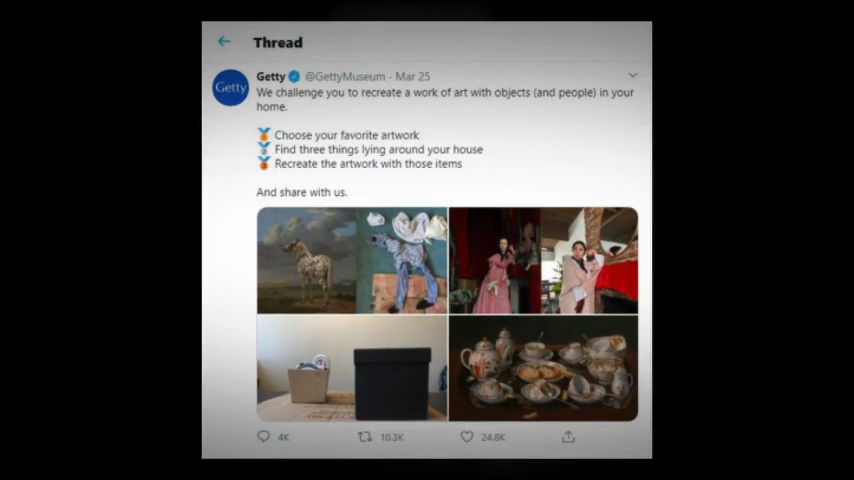 Thread
Getty @GettyMuseum · Mar 25
We challenge you to recreate a work of art with objects (and people) in your
home.
🥇 Choose your favorite artwork
🥈 Find three things lying around your house
🥉 Recreate the artwork with those items
And share with us.
Getty
4K 10.3K 24.8K